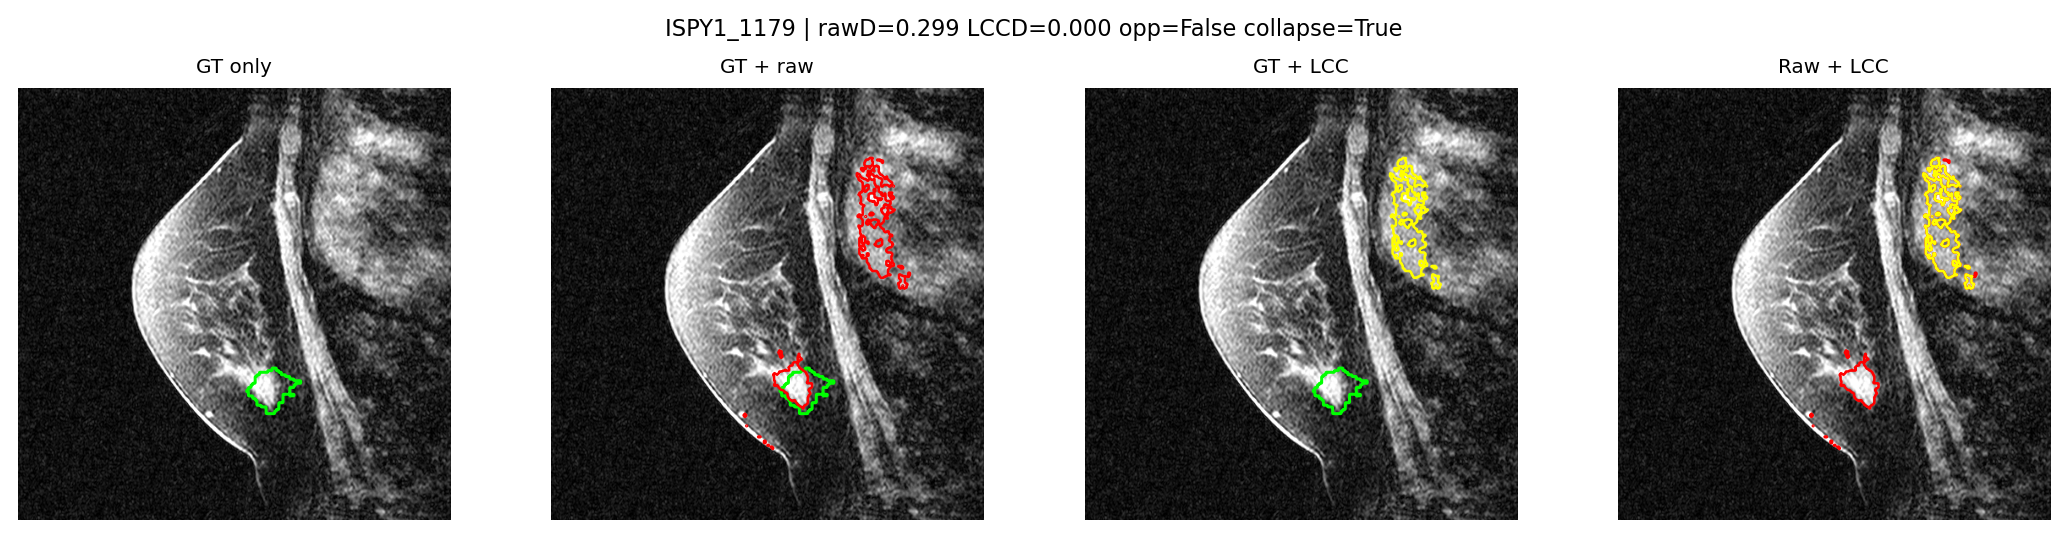 ISPY1_1179 | rawD=0.299 LCCD=0.000 opp=False collapse=True
GT only
GT + raw
GT + LCC
Raw + LCC